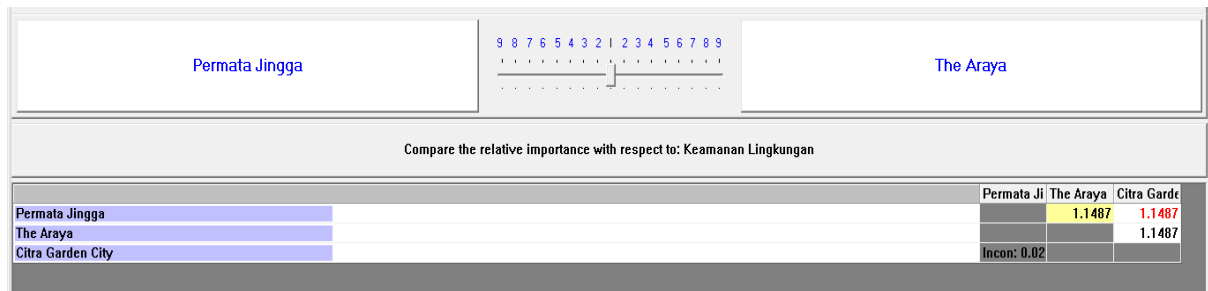 Permata Jingga
9 8 7 6 5 4 3 2 1 2 3 4 5 6 7 8 9
The Araya
Compare the relative importance with respect to: Keamanan Lingkungan
Permata Ji The Araya Citra Garde
Permata Jingga 1.1487 1.1487
The Araya 1.1487
Citra Garden City Incon: 0.02